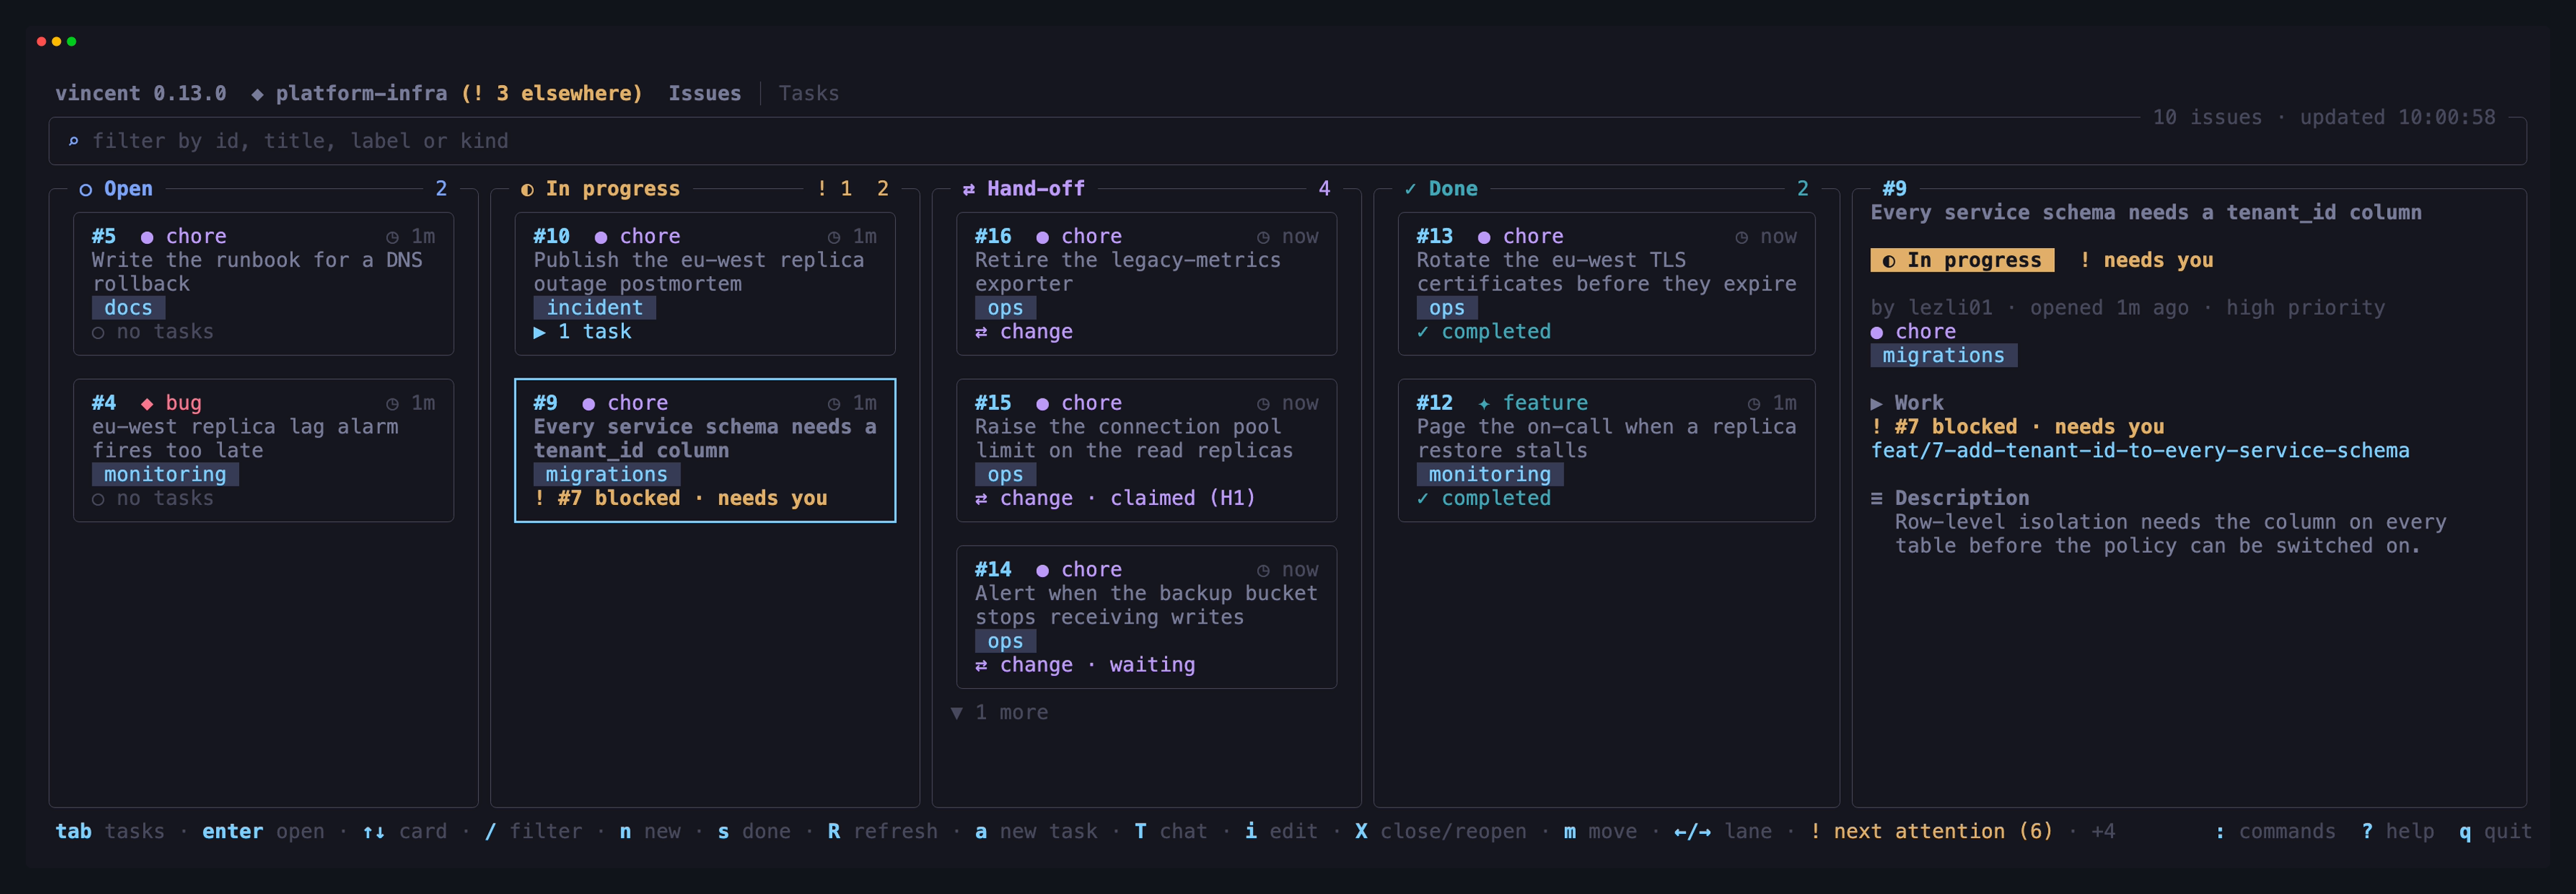 vincent 0.13.0 ◆ platform-infra (! 3 elsewhere) Issues │ Tasks
10 issues · updated 10:00:58
filter by id, title, label or kind
○ Open 2
#5 ● chore ◷ 1m
Write the runbook for a DNS
rollback
docs
○ no tasks
#4 ◆ bug ◷ 1m
eu-west replica lag alarm
fires too late
monitoring
○ no tasks
◐ In progress ! 1 2
#10 ● chore ◷ 1m
Publish the eu-west replica
outage postmortem
incident
▶ 1 task
#9 ● chore ◷ 1m
Every service schema needs a
tenant_id column
migrations
! #7 blocked · needs you
⇄ Hand-off 4
#16 ● chore ◷ now
Retire the legacy-metrics
exporter
ops
⇄ change
#15 ● chore ◷ now
Raise the connection pool
limit on the read replicas
ops
⇄ change · claimed (H1)
#14 ● chore ◷ now
Alert when the backup bucket
stops receiving writes
ops
⇄ change · waiting
▼ 1 more
✓ Done 2
#13 ● chore ◷ now
Rotate the eu-west TLS
certificates before they expire
ops
✓ completed
#12 ✦ feature ◷ 1m
Page the on-call when a replica
restore stalls
monitoring
✓ completed
#9
Every service schema needs a tenant_id column
◐ In progress ! needs you
by lezli01 · opened 1m ago · high priority
● chore
migrations
▶ Work
! #7 blocked · needs you
feat/7-add-tenant-id-to-every-service-schema
≡ Description
Row-level isolation needs the column on every
table before the policy can be switched on.
tab tasks · enter open · ↑↓ card · / filter · n new · s done · R refresh · a new task · T chat · i edit · X close/reopen · m move · ←/→ lane · ! next attention (6) · +4 : commands ? help q quit